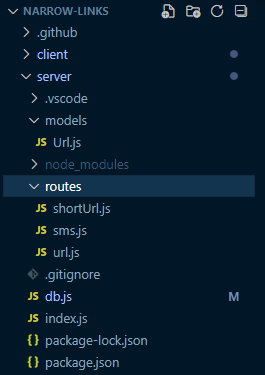 NARROW-LINKS
.github
client
server
.vscode
models
JS Url.js
node_modules
routes
JS shortUrl.js
JS sms.js
JS url.js
.gitignore
JS db.js M
JS index.js
{} package-lock.json
{} package.json